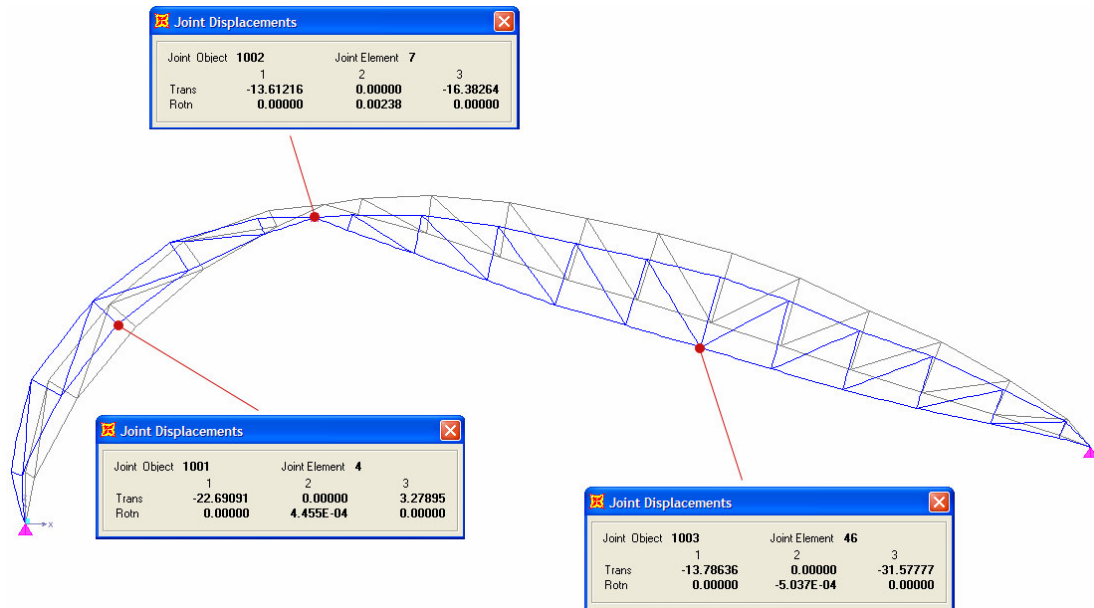 Joint Displacements
Joint Object 1002 Joint Element 7
1 2 3
Trans -13.61216 0.00000 -16.38264
Rotn 0.00000 0.00238 0.00000
Joint Displacements
Joint Object 1001 Joint Element 4
1 2 3
Trans -22.69091 0.00000 3.27895
Rotn 0.00000 4.455E-04 0.00000
Joint Displacements
Joint Object 1003 Joint Element 46
1 2 3
Trans -13.78636 0.00000 -31.57777
Rotn 0.00000 -5.037E-04 0.00000
X